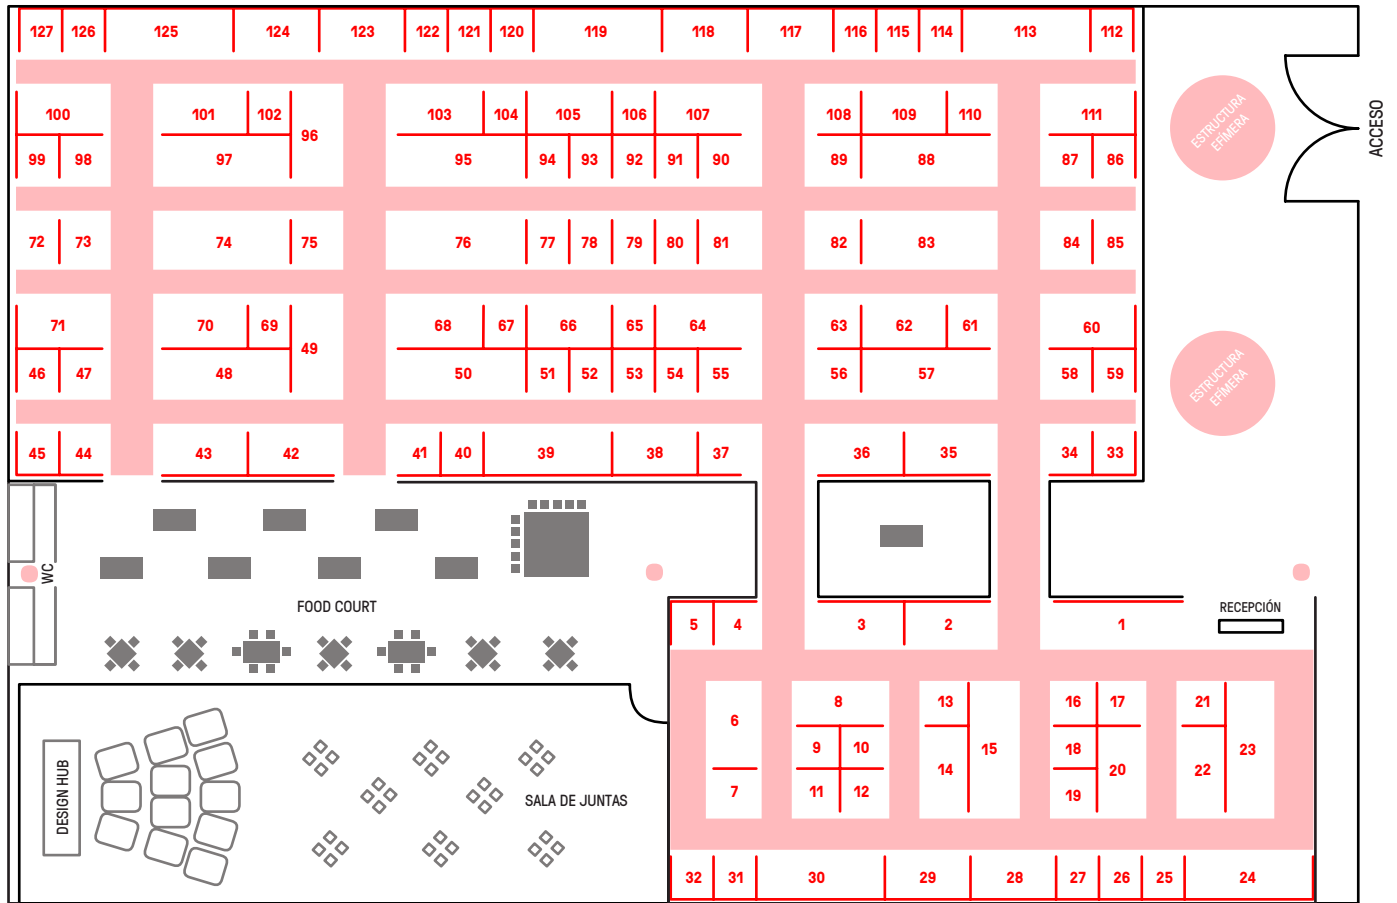 127 126 125 124 123 122 121 120 119 118 117 116 115 114 113 112
100 101 102 96 103 104 105 106 107 108 109 110 111
99 98 97 95 94 93 92 91 90 89 88 87 86
72 73 74 75 76 77 78 79 80 81 82 83 84 85
71 70 69 49 68 67 66 65 64 63 62 61 60
46 47 48 50 51 52 53 54 55 56 57 58 59
45 44 43 42 41 40 39 38 37 36 35 34 33
ESTRUCTURA
EFÍMERA
ACCESO
ESTRUCTURA
EFÍMERA
WC
FOOD COURT
RECEPCIÓN
5 4 3 2 1
6 8 13 15 16 17 21 23
9 10 14 18 20 22
7 11 12 19
DESIGN HUB
SALA DE JUNTAS
32 31 30 29 28 27 26 25 24